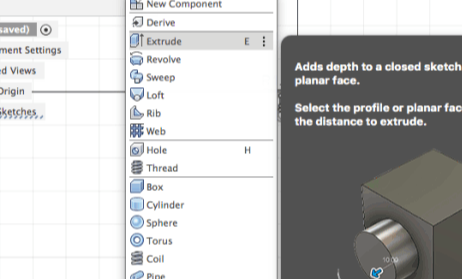 New Component
Derive
saved)
Extrude E
ment Settings
Revolve
Adds depth to a closed sketch
planar face.
d Views
Sweep
Origin
Loft
Select the profile or planar fac
the distance to extrude.
Sketches
Rib
Web
Hole H
Thread
Box
Cylinder
Sphere
Torus
Coil
Pipe